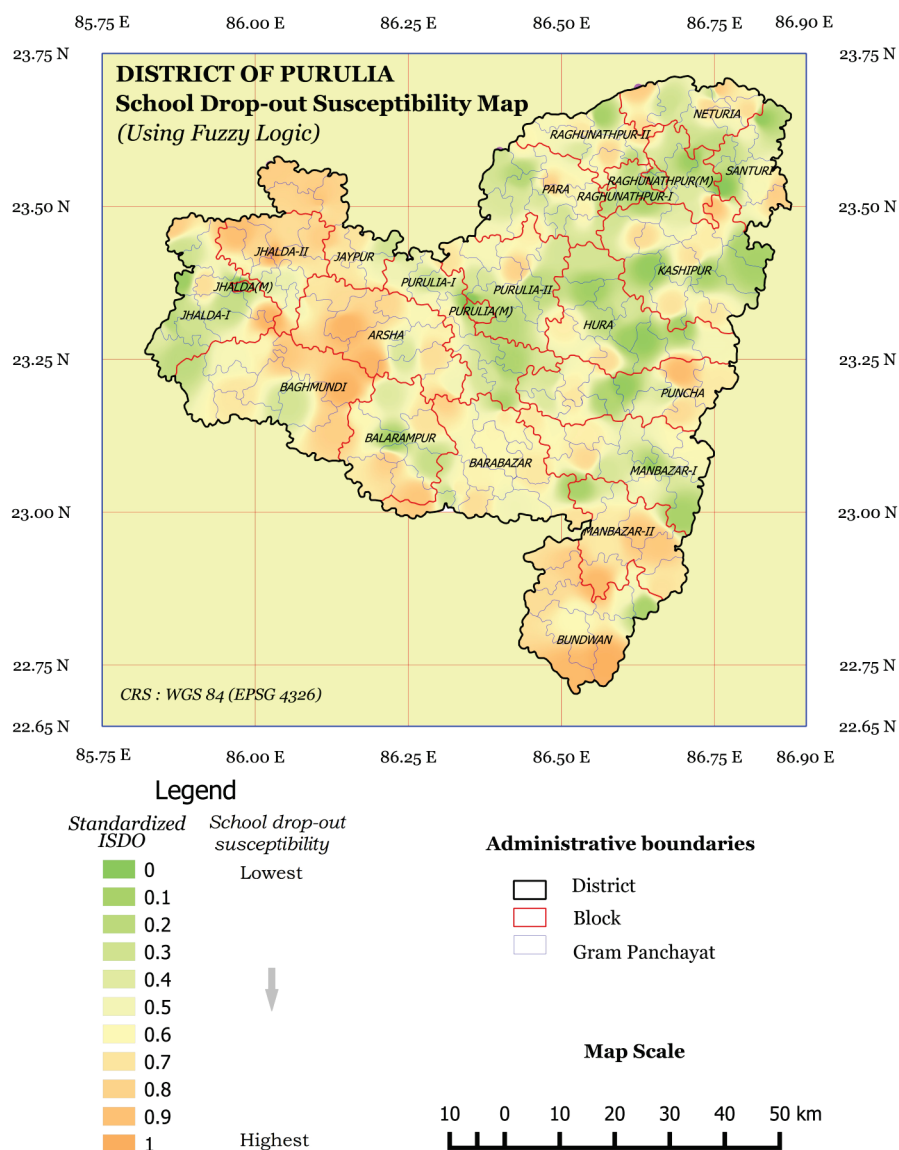 85.75 E 86.00 E 86.25 E 86.50 E 86.75 E 86.90 E
23.75 N 23.75 N
DISTRICT OF PURULIA
School Drop-out Susceptibility Map
(Using Fuzzy Logic)
NETURIA
RAGHUNATHPUR-II
SANTURI
RAGHUNATHPUR(M)
PARA
RAGHUNATHPUR-I
23.50 N 23.50 N
JHALDA-II
JAYPUR
KASHIPUR
PURULIA-I
JHALDA(M)
PURULIA-II
PURULIA(M)
JHALDA-I
HURA
ARSHA
23.25 N 23.25 N
BAGHMUNDI
PUNCHA
BALARAMPUR
BARABAZAR
MANBAZAR-I
23.00 N 23.00 N
MANBAZAR-II
BUNDWAN
22.75 N 22.75 N
CRS : WGS 84 (EPSG 4326)
22.65 N 22.65 N
85.75 E 86.00 E 86.25 E 86.50 E 86.75 E 86.90 E
Legend
Standardized
ISDO
School drop-out
susceptibility
0 Lowest
0.1
0.2
0.3
0.4
0.5
0.6
0.7
0.8
0.9
1 Highest
Administrative boundaries
District
Block
Gram Panchayat
Map Scale
10 0 10 20 30 40 50 km